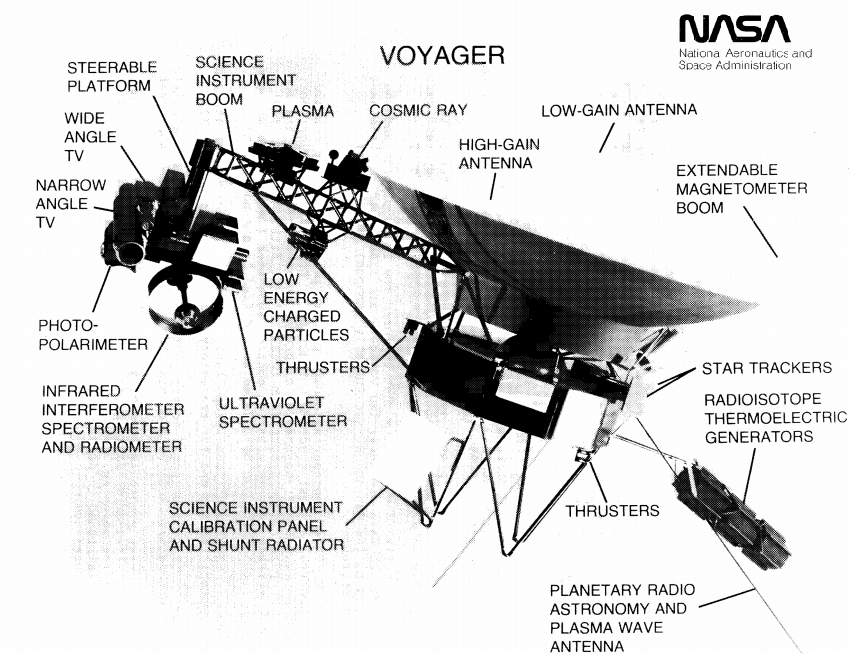 NASA
National Aeronautics and
Space Administration
VOYAGER
STEERABLE
PLATFORM
SCIENCE
INSTRUMENT
BOOM
PLASMA
COSMIC RAY
LOW-GAIN ANTENNA
WIDE
ANGLE
TV
HIGH-GAIN
ANTENNA
EXTENDABLE
MAGNETOMETER
BOOM
NARROW
ANGLE
TV
LOW
ENERGY
CHARGED
PARTICLES
PHOTO-
POLARIMETER
THRUSTERS
STAR TRACKERS
INFRARED
INTERFEROMETER
SPECTROMETER
AND RADIOMETER
ULTRAVIOLET
SPECTROMETER
RADIOISOTOPE
THERMOELECTRIC
GENERATORS
SCIENCE INSTRUMENT
CALIBRATION PANEL
AND SHUNT RADIATOR
THRUSTERS
PLANETARY RADIO
ASTRONOMY AND
PLASMA WAVE
ANTENNA